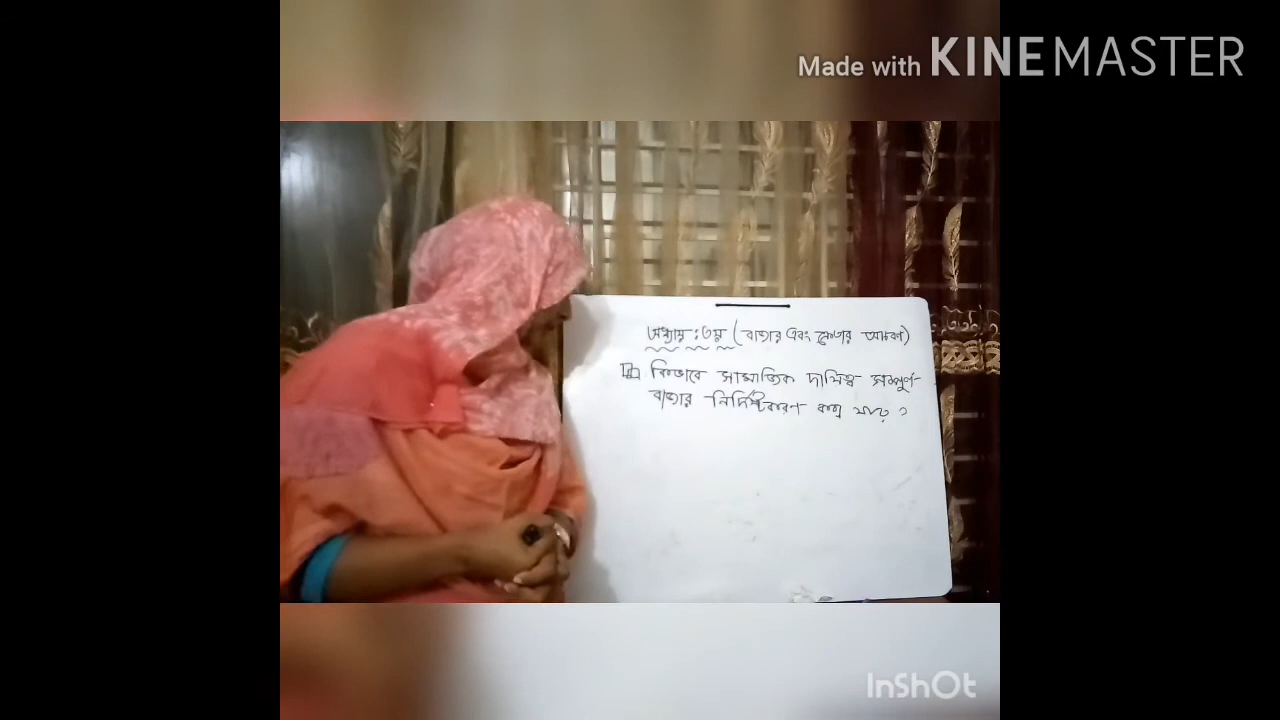 Made with KINEMASTER
অধ্যায় : ৩য় (বাজার এবং ক্রেতার আচরণ)
কিভাবে সামাজিক দায়িত্ব সম্পূর্ণ
বাজার নির্দিষ্টকরণ করা যায় ?
InShOt